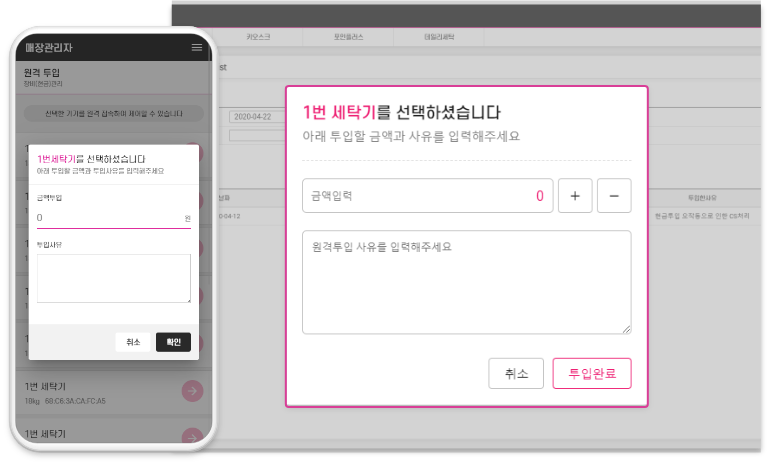 매장관리자
원격 투입
장비(현금)관리
선택한 기기를 원격 접속하여 제어할 수 있습니다
1번세탁기를 선택하셨습니다
아래 투입할 금액과 투입사유를 입력해주세요
금액투입
0
원
투입사유
취소
확인
1번 세탁기
18kg 68:C6:3A:CA:FC:A5
1번 세탁기
키오스크
포인플러스
데일리세탁
st
2020-04-22
날짜
투입한사유
0-04-12
현금투입 오작동으로 인한 CS처리
1번 세탁기를 선택하셨습니다
아래 투입할 금액과 사유를 입력해주세요
금액입력
0
+
−
원격투입 사유를 입력해주세요
취소
투입완료